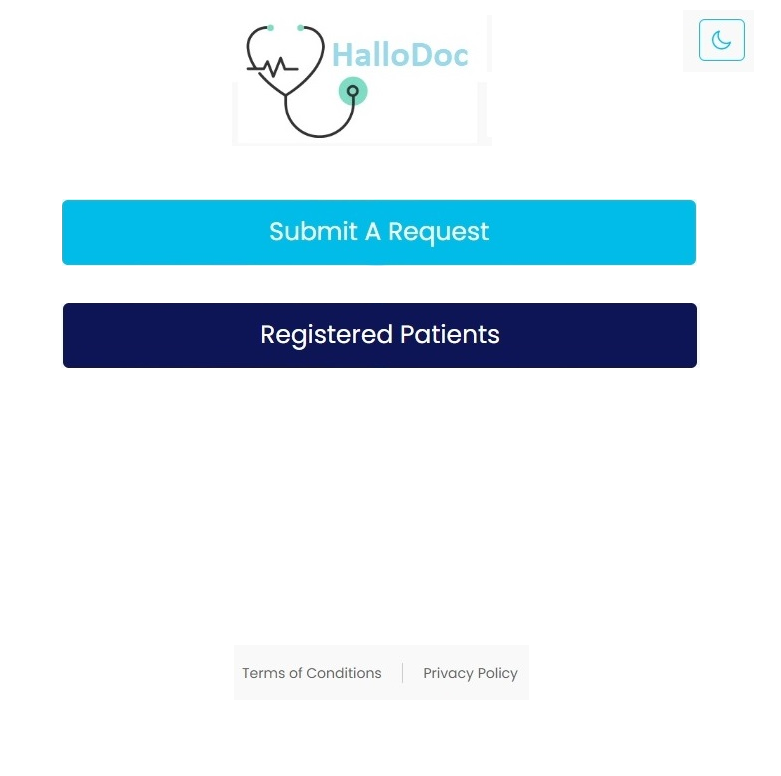 HalloDoc
Submit A Request
Registered Patients
Terms of Conditions
Privacy Policy